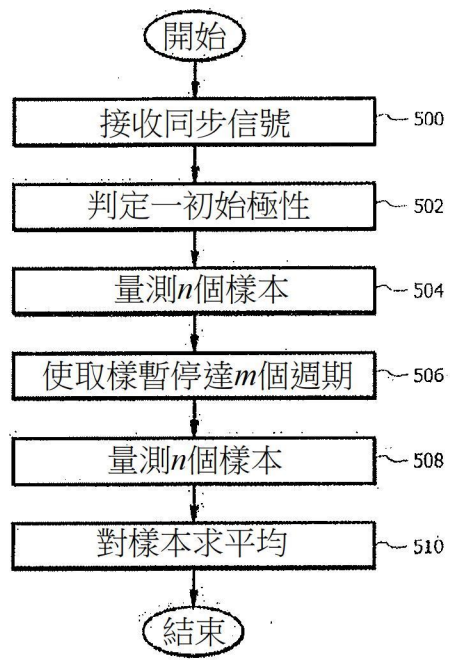 開始
接收同步信號 500
判定一初始極性 502
量測n個樣本 504
使取樣暫停達m個週期 506
量測n個樣本 508
對樣本求平均 510
結束